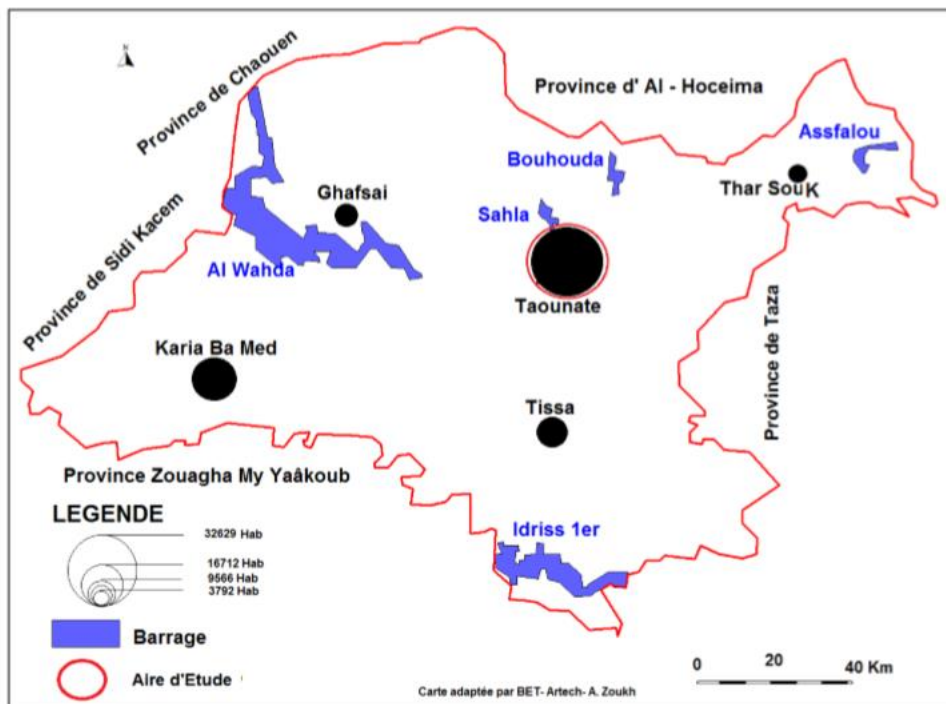 N
Province de Chaouen
Province d' Al - Hoceima
Assfalou
Bouhouda
Thar Souk
Ghafsai
Sahla
Province de Sidi Kacem
Al Wahda
Taounate
Province de Taza
Karia Ba Med
Tissa
Province Zouagha My Yaâkoub
LEGENDE
32629 Hab
16712 Hab
9566 Hab
3792 Hab
Idriss 1er
Barrage
Aire d'Etude
0 20 40 Km
Carte adaptée par BET- Artech- A. Zoukh